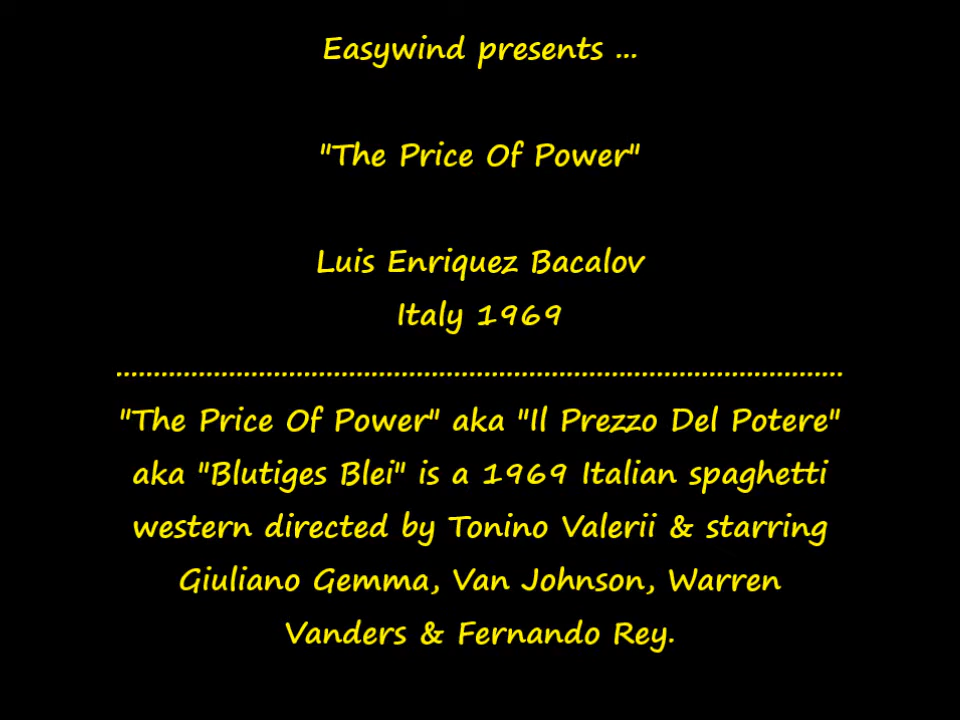 Easywind presents ...
"The Price Of Power"
Luis Enriquez Bacalov
Italy 1969
.................................................................................................
"The Price Of Power" aka "Il Prezzo Del Potere"
aka "Blutiges Blei" is a 1969 Italian spaghetti
western directed by Tonino Valerii & starring
Giuliano Gemma, Van Johnson, Warren
Vanders & Fernando Rey.